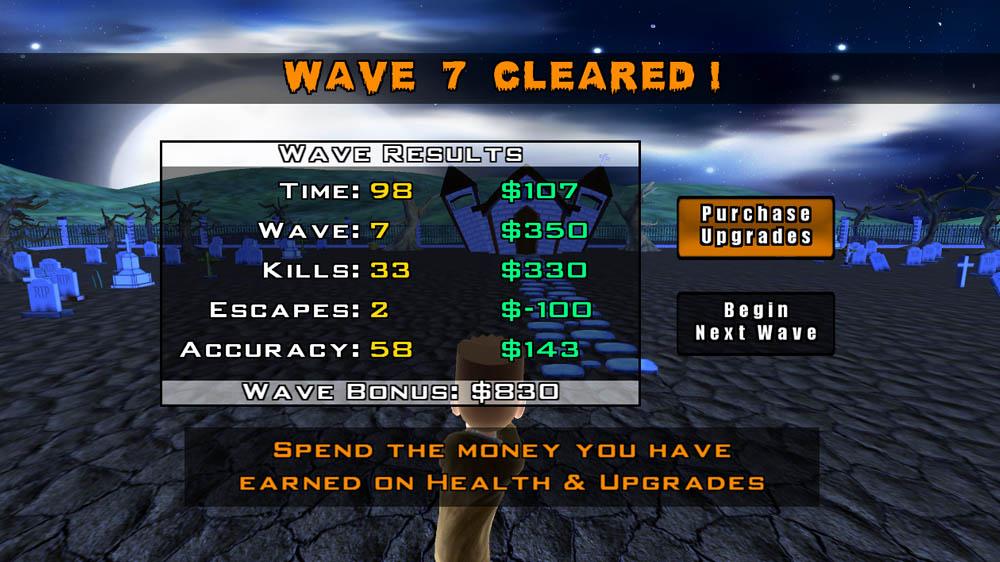 WAVE 7 CLEARED!
WAVE RESULTS
TIME: 98 $107
WAVE: 7 $350
KILLS: 33 $330
ESCAPES: 2 $-100
ACCURACY: 58 $143
WAVE BONUS: $830
Purchase
Upgrades
Begin
Next Wave
SPEND THE MONEY YOU HAVE
EARNED ON HEALTH & UPGRADES
RIP